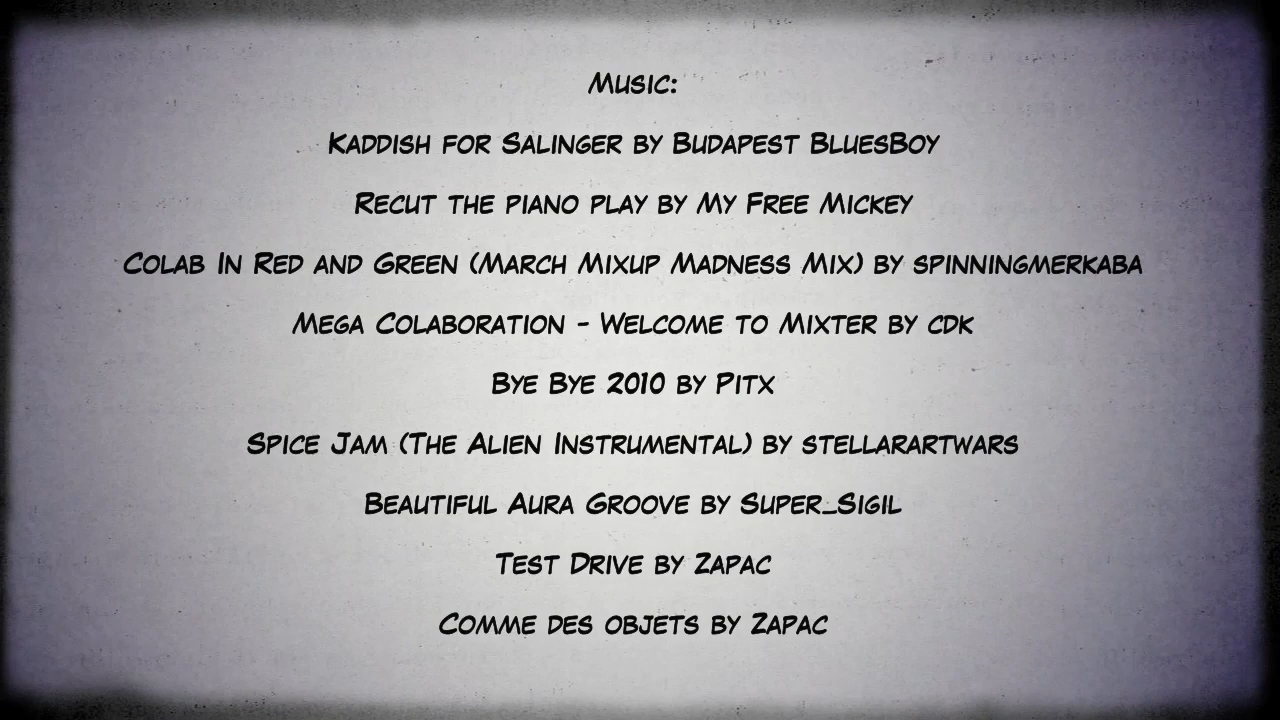 Music:
Kaddish for Salinger by Budapest BluesBoy
Recut the piano play by My Free Mickey
Colab In Red and Green (March Mixup Madness Mix) by spinningmerkaba
Mega Colaboration - Welcome to Mixter by cdk
Bye Bye 2010 by Pitx
Spice Jam (The Alien Instrumental) by stellarartwars
Beautiful Aura Groove by Super_Sigil
Test Drive by Zapac
Comme des objets by Zapac